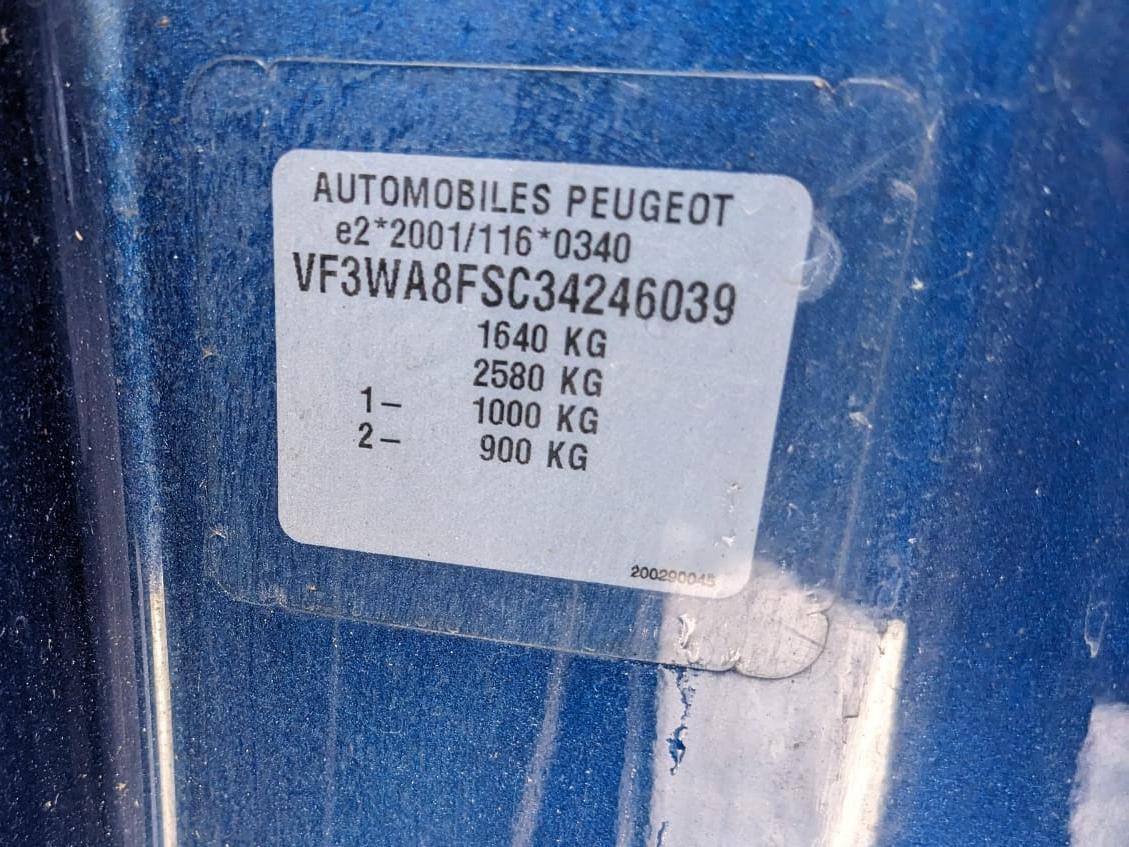 AUTOMOBILES PEUGEOT
e2*2001/116*0340
VF3WA8FSC34246039
1640 KG
2580 KG
1– 1000 KG
2– 900 KG
200290045